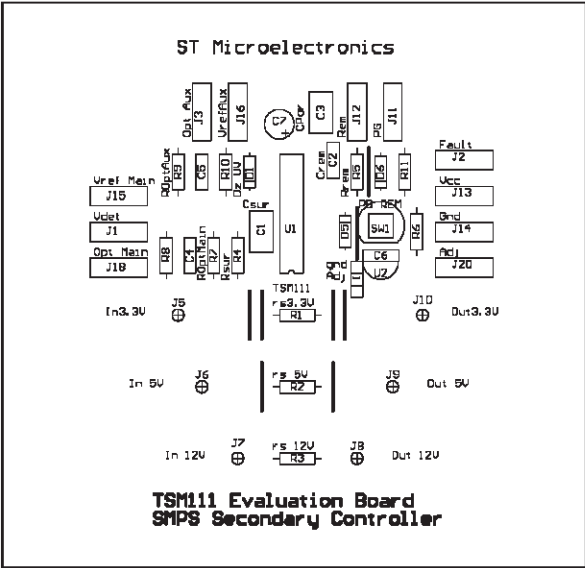 ST Microelectronics
Opt Aux
J3
VrefAux
J16
C7
+
CPor
C3
Rem
J12
PG
J11
Fault
J2
ROptAux
R9
C5
R10
Dz UV
D1
Crem
C2
Rrem
R5
D6
R11
Vcc
J13
Vref Main
J15
Csur
C1
U1
PB REM
SW1
D5
R6
Gnd
J14
Vdet
J1
Opt Main
J18
R8
C4
ROptMain
R7
Rsur
R4
C6
U2
Gnd
Adj
Adj
J20
TSM111
In3.3V
J5
rs3.3V
R1
J10
Out3.3V
In 5V
J6
rs 5V
R2
J9
Out 5V
In 12V
J7
rs 12V
R3
J8
Out 12V
TSM111 Evaluation Board
SMPS Secondary Controller